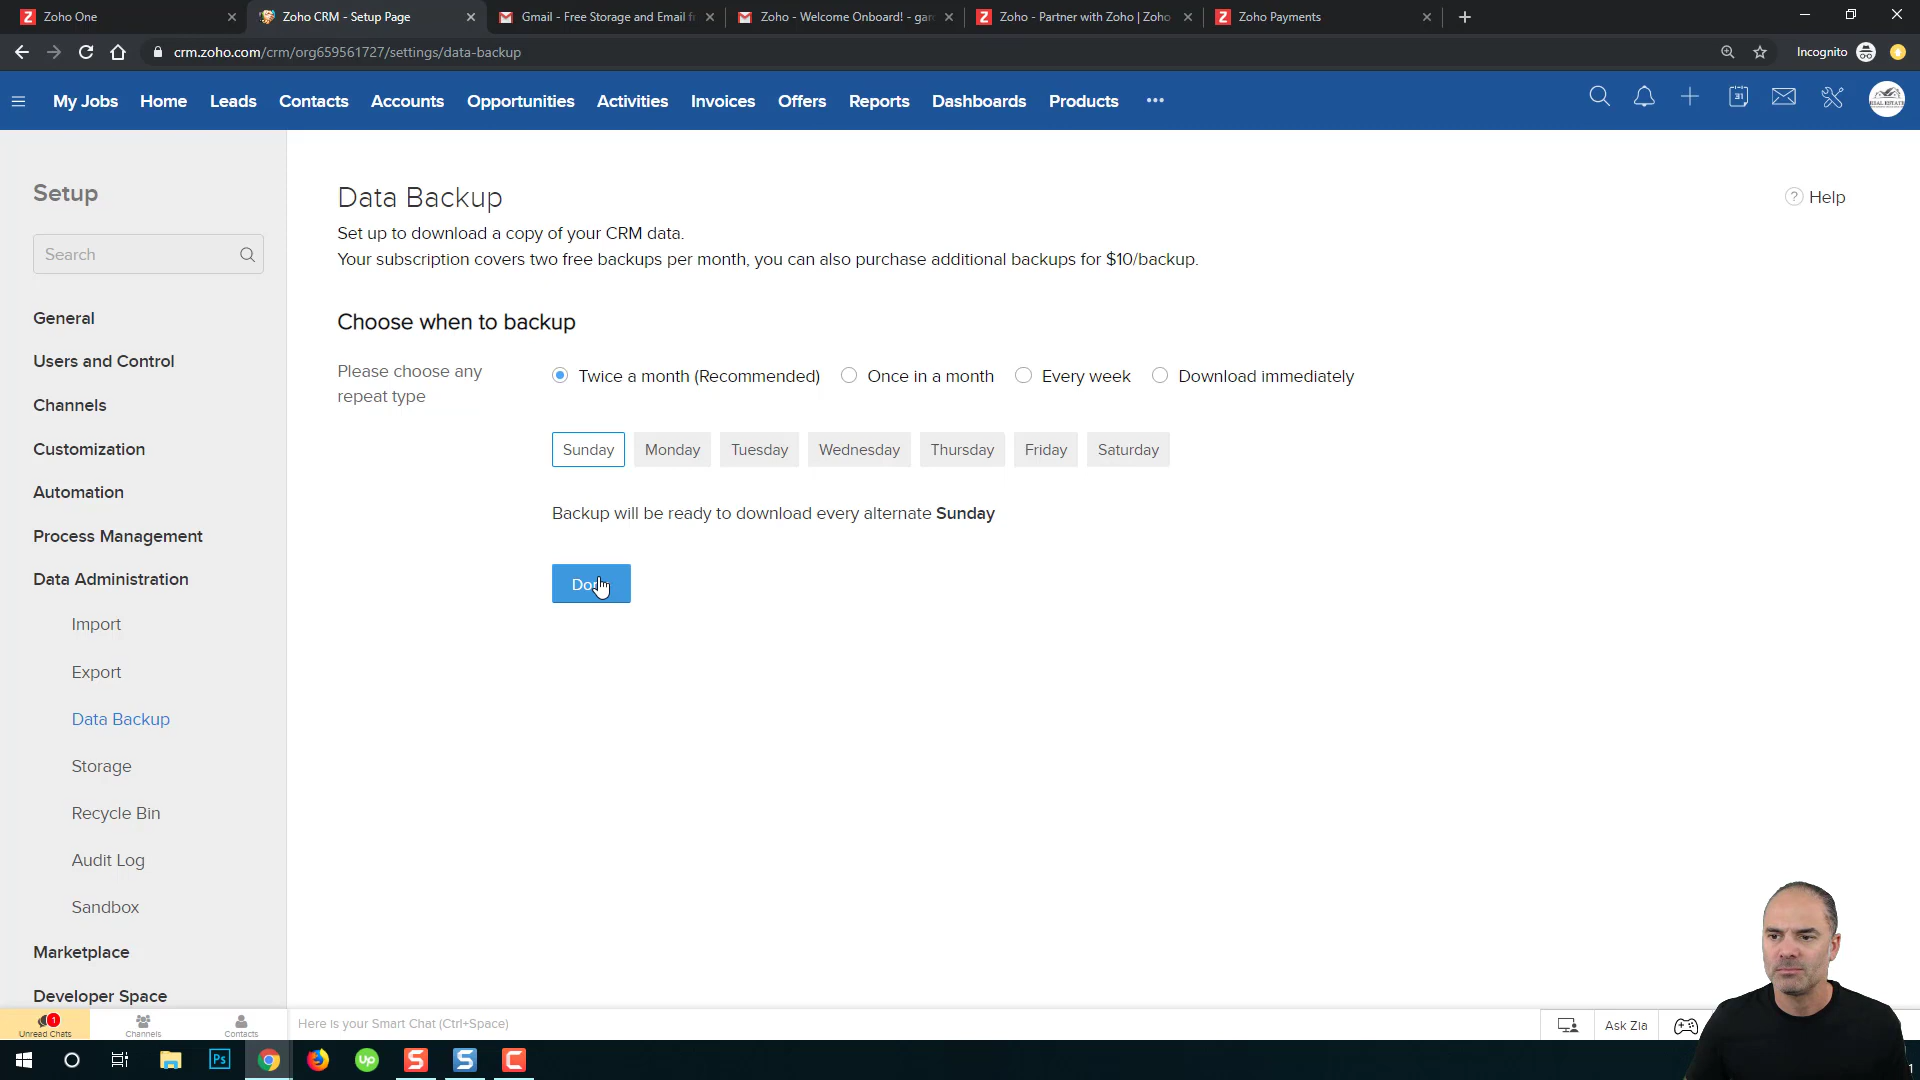 Zoho One
Zoho CRM - Setup Page
Gmail - Free Storage and Email f
Zoho - Welcome Onboard! - gar
Zoho - Partner with Zoho | Zoho
Zoho Payments
crm.zoho.com/crm/org659561727/settings/data-backup
Incognito
My Jobs
Home
Leads
Contacts
Accounts
Opportunities
Activities
Invoices
Offers
Reports
Dashboards
Products
31
REAL ESTATE
Setup
Search
General
Users and Control
Channels
Customization
Automation
Process Management
Data Administration
Import
Export
Data Backup
Storage
Recycle Bin
Audit Log
Sandbox
Marketplace
Developer Space
Data Backup
? Help
Set up to download a copy of your CRM data.
Your subscription covers two free backups per month, you can also purchase additional backups for $10/backup.
Choose when to backup
Please choose any
repeat type
Twice a month (Recommended)
Once in a month
Every week
Download immediately
Sunday
Monday
Tuesday
Wednesday
Thursday
Friday
Saturday
Backup will be ready to download every alternate Sunday
1
Unread Chats
Channels
Contacts
Here is your Smart Chat (Ctrl+Space)
Ask Zia
Ps
Up
S
S
C